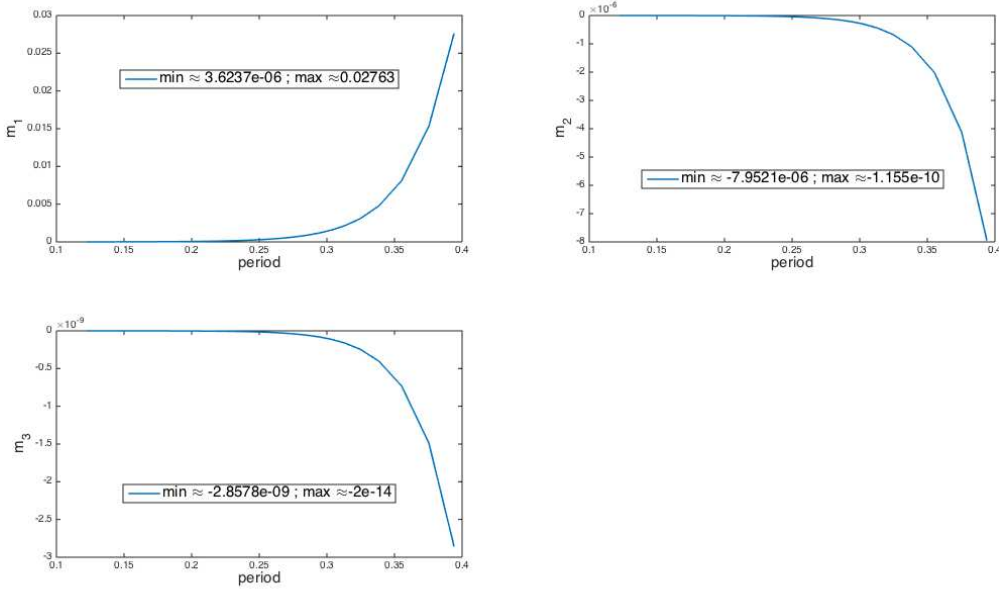 0.03
0.025
0.02
0.015
0.01
0.005
0
m1
min ≈ 3.6237e-06 ; max ≈0.02763
0.1 0.15 0.2 0.25 0.3 0.35 0.4
period
×10-6
0
-1
-2
-3
-4
-5
-6
-7
-8
m2
min ≈ -7.9521e-06 ; max ≈-1.155e-10
0.1 0.15 0.2 0.25 0.3 0.35 0.4
period
×10-9
0
-0.5
-1
-1.5
-2
-2.5
-3
m3
min ≈ -2.8578e-09 ; max ≈-2e-14
0.1 0.15 0.2 0.25 0.3 0.35 0.4
period